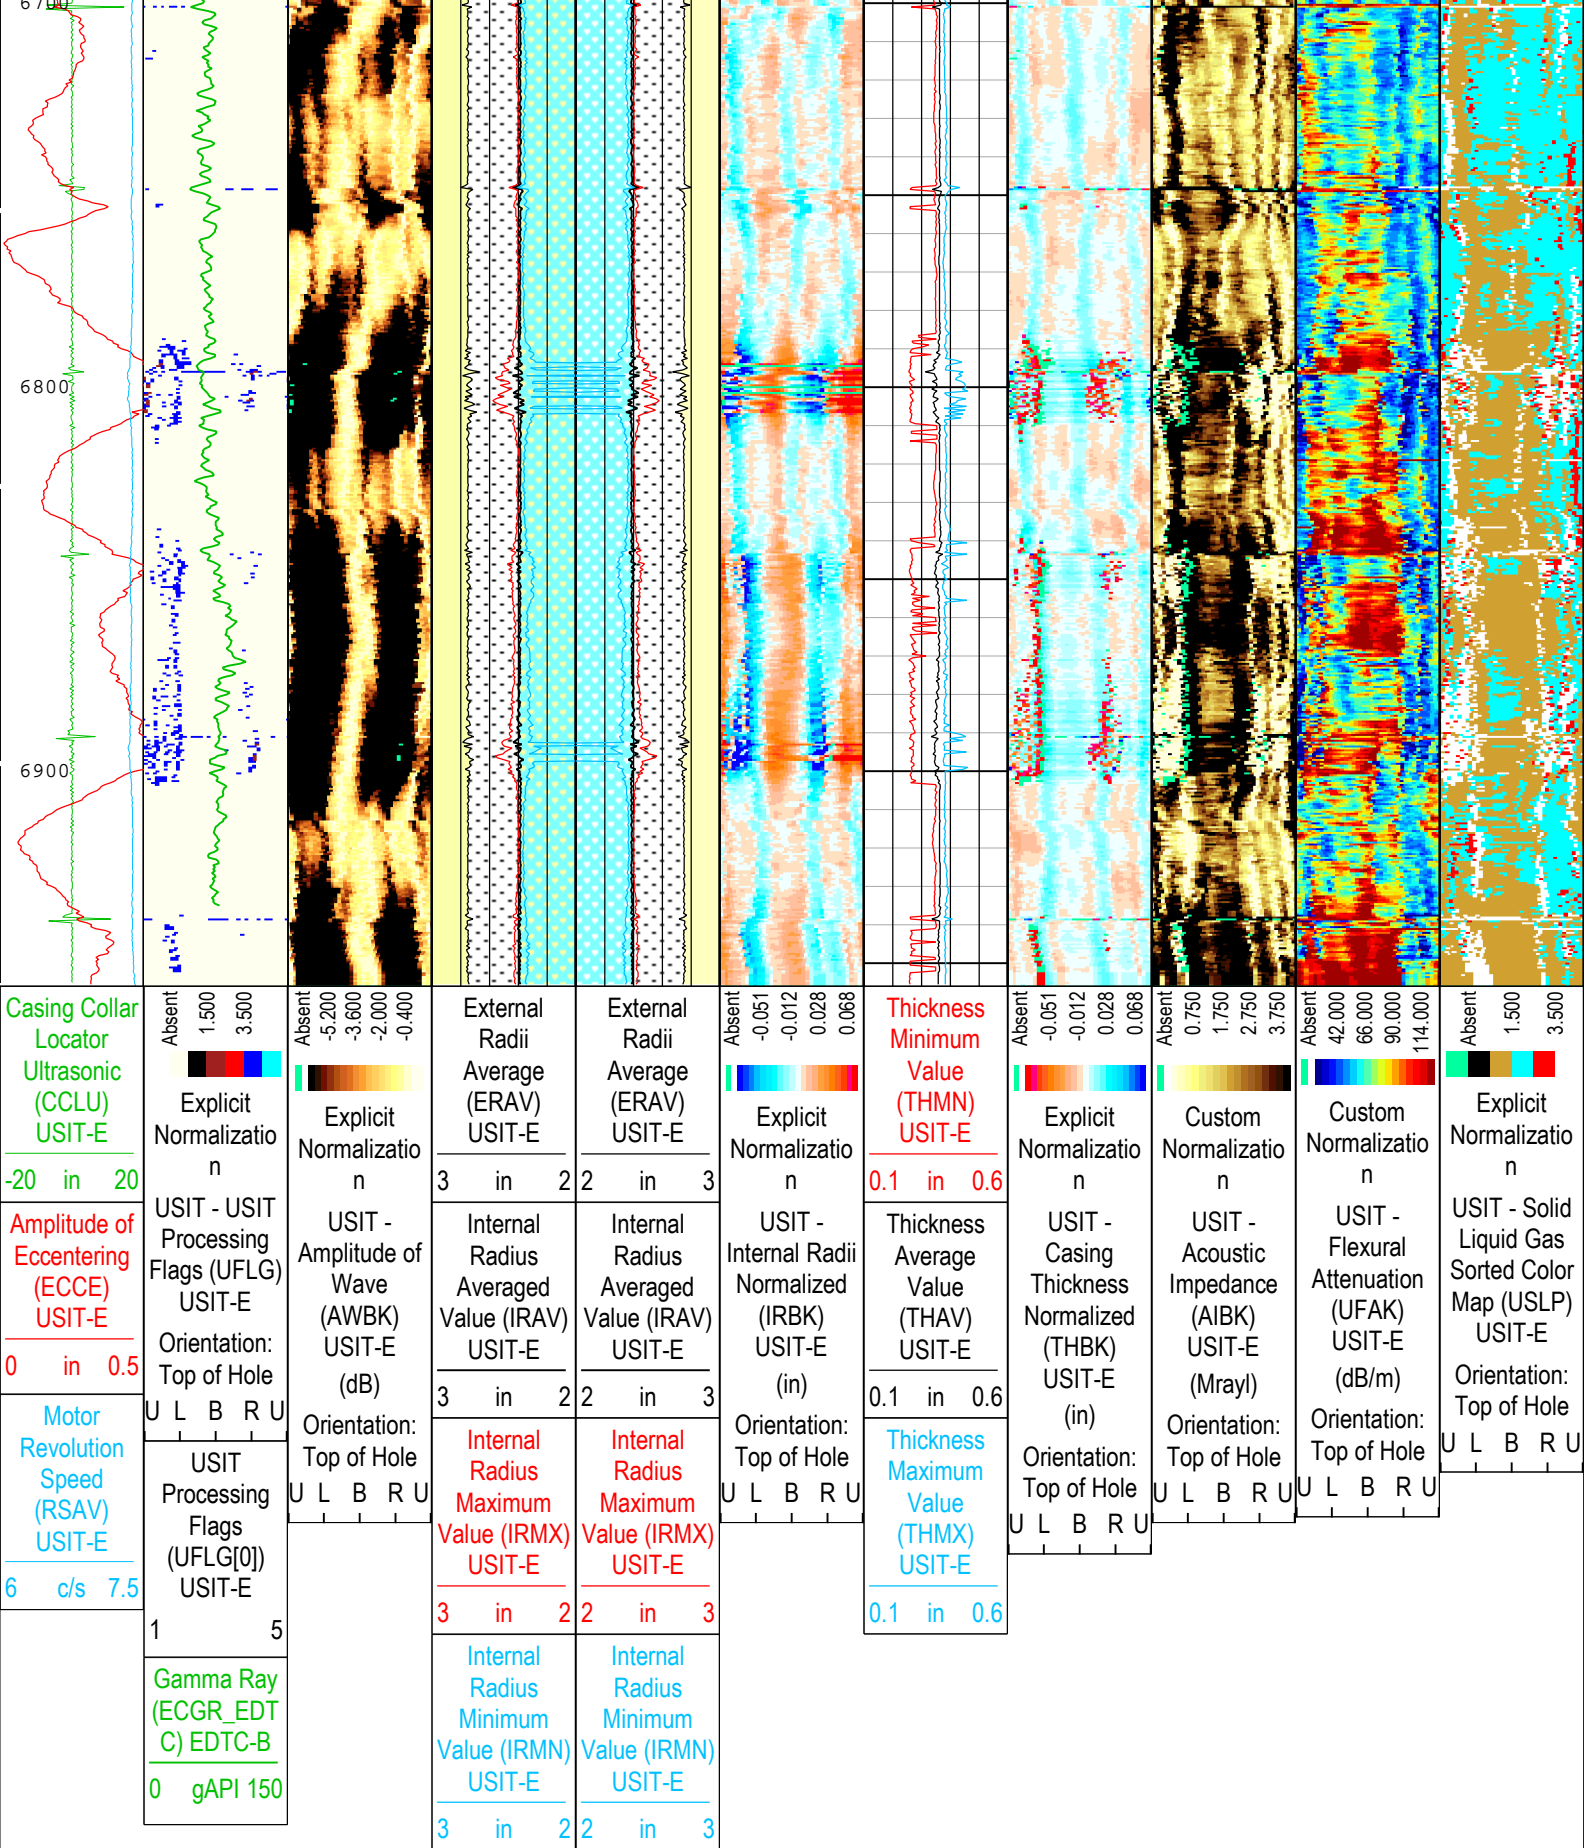 6700
6800
6900
Casing Collar
Locator
Ultrasonic
(CCLU)
USIT-E
-20 in 20
Amplitude of
Eccentering
(ECCE)
USIT-E
0 in 0.5
Motor
Revolution
Speed
(RSAV)
USIT-E
6 c/s 7.5
Absent
1.500
3.500
Explicit
Normalizatio
n
USIT - USIT
Processing
Flags (UFLG)
USIT-E
Orientation:
Top of Hole
U L B R U
USIT
Processing
Flags
(UFLG[0])
USIT-E
1 5
Gamma Ray
(ECGR_EDT
C) EDTC-B
0 gAPI 150
Absent
-5.200
-3.600
-2.000
-0.400
Explicit
Normalizatio
n
USIT -
Amplitude of
Wave
(AWBK)
USIT-E
(dB)
Orientation:
Top of Hole
U L B R U
External
Radii
Average
(ERAV)
USIT-E
3 in 2
Internal
Radius
Averaged
Value (IRAV)
USIT-E
3 in 2
Internal
Radius
Maximum
Value (IRMX)
USIT-E
3 in 2
Internal
Radius
Minimum
Value (IRMN)
USIT-E
3 in 2
External
Radii
Average
(ERAV)
USIT-E
2 in 3
Internal
Radius
Averaged
Value (IRAV)
USIT-E
2 in 3
Internal
Radius
Maximum
Value (IRMX)
USIT-E
2 in 3
Internal
Radius
Minimum
Value (IRMN)
USIT-E
2 in 3
Absent
-0.051
-0.012
0.028
0.068
Explicit
Normalizatio
n
USIT -
Internal Radii
Normalized
(IRBK)
USIT-E
(in)
Orientation:
Top of Hole
U L B R U
Thickness
Minimum
Value
(THMN)
USIT-E
0.1 in 0.6
Thickness
Average
Value
(THAV)
USIT-E
0.1 in 0.6
Thickness
Maximum
Value
(THMX)
USIT-E
0.1 in 0.6
Absent
-0.051
-0.012
0.028
0.068
Explicit
Normalizatio
n
USIT -
Casing
Thickness
Normalized
(THBK)
USIT-E
(in)
Orientation:
Top of Hole
U L B R U
Absent
0.750
1.750
2.750
3.750
Custom
Normalization
USIT -
Acoustic
Impedance
(AIBK)
USIT-E
(Mrayl)
Orientation:
Top of Hole
U L B R U
Absent
42.000
66.000
90.000
114.000
Custom
Normalizatio
n
USIT -
Flexural
Attenuation
(UFAK)
USIT-E
(dB/m)
Orientation:
Top of Hole
U L B R U
Absent
1.500
3.500
Explicit
Normalizatio
n
USIT - Solid
Liquid Gas
Sorted Color
Map (USLP)
USIT-E
Orientation:
Top of Hole
U L B R U